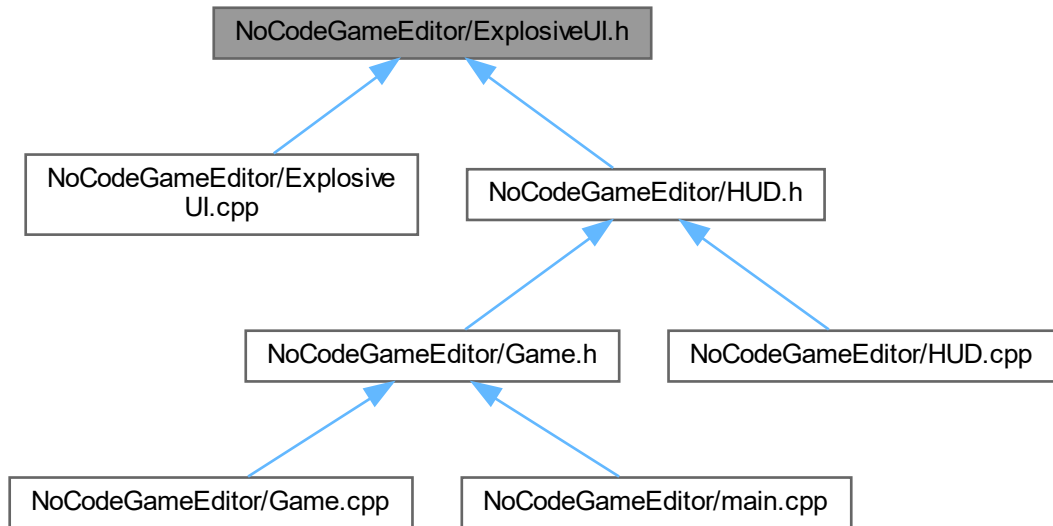 NoCodeGameEditor/ExplosiveUI.h
NoCodeGameEditor/Explosive
UI.cpp
NoCodeGameEditor/HUD.h
NoCodeGameEditor/Game.h
NoCodeGameEditor/HUD.cpp
NoCodeGameEditor/Game.cpp
NoCodeGameEditor/main.cpp